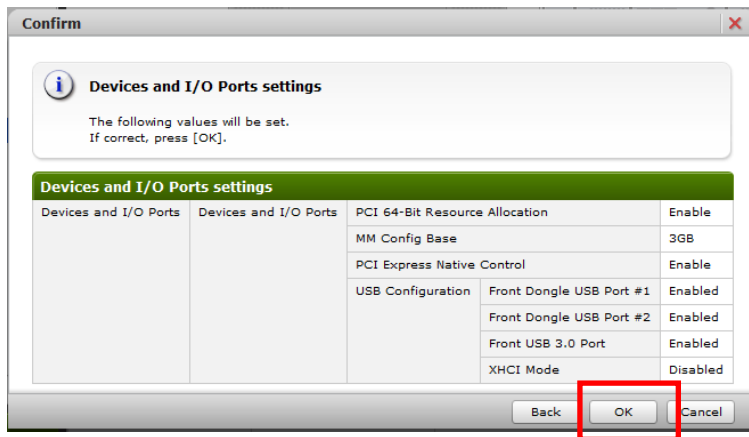 Confirm
Devices and I/O Ports settings
The following values will be set.
If correct, press [OK].
Devices and I/O Ports settings
Devices and I/O Ports Devices and I/O Ports PCI 64-Bit Resource Allocation Enable
MM Config Base 3GB
PCI Express Native Control Enable
USB Configuration Front Dongle USB Port #1 Enabled
Front Dongle USB Port #2 Enabled
Front USB 3.0 Port Enabled
XHCI Mode Disabled
Back OK Cancel